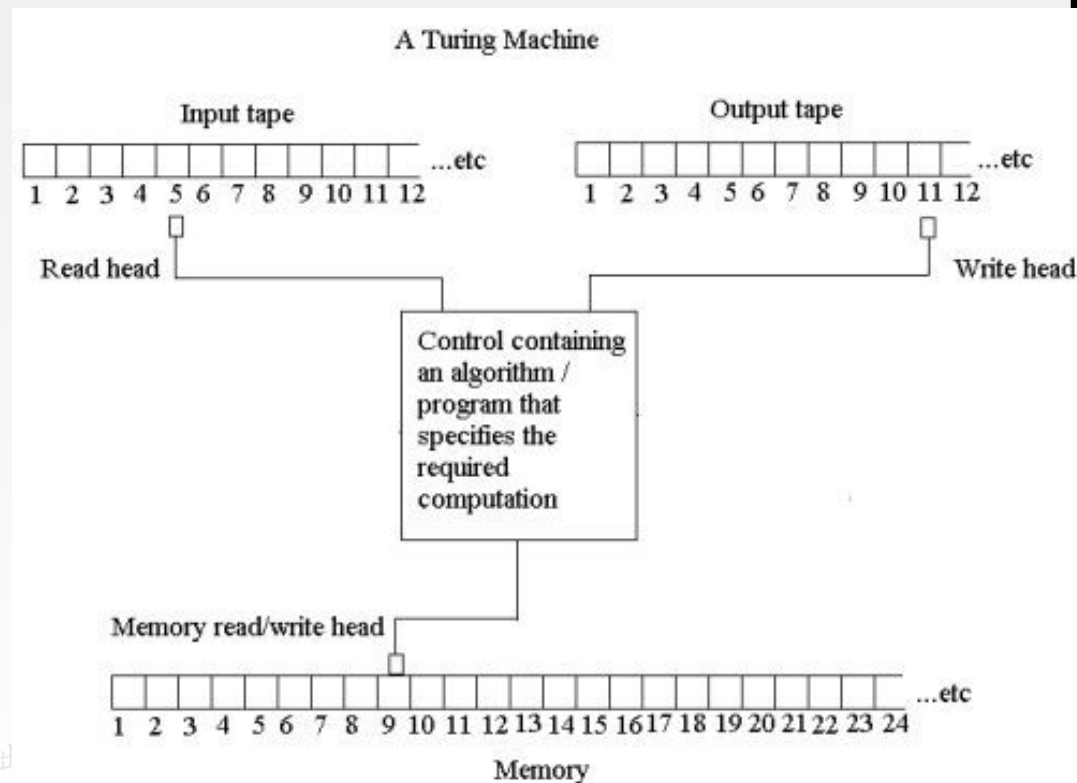 A Turing Machine
Input tape
Output tape
...etc
...etc
1 2 3 4 5 6 7 8 9 10 11 12
1 2 3 4 5 6 7 8 9 10 11 12
Read head
Write head
Control containing
an algorithm /
program that
specifies the
required
computation
Memory read/write head
...etc
1 2 3 4 5 6 7 8 9 10 11 12 13 14 15 16 17 18 19 20 21 22 23 24
Memory